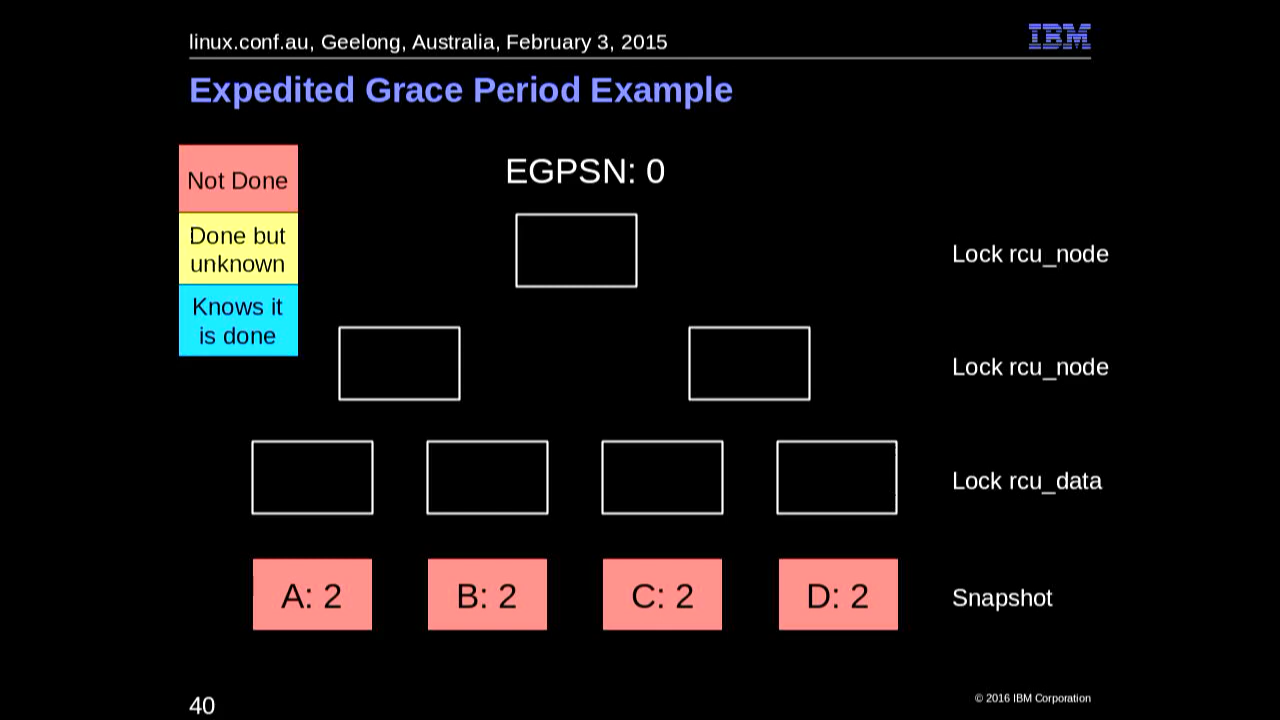 linux.conf.au, Geelong, Australia, February 3, 2015
IBM
Expedited Grace Period Example
Not Done
Done but
unknown
Knows it
is done
EGPSN: 0
Lock rcu_node
Lock rcu_node
Lock rcu_data
A: 2
B: 2
C: 2
D: 2
Snapshot
40
© 2016 IBM Corporation